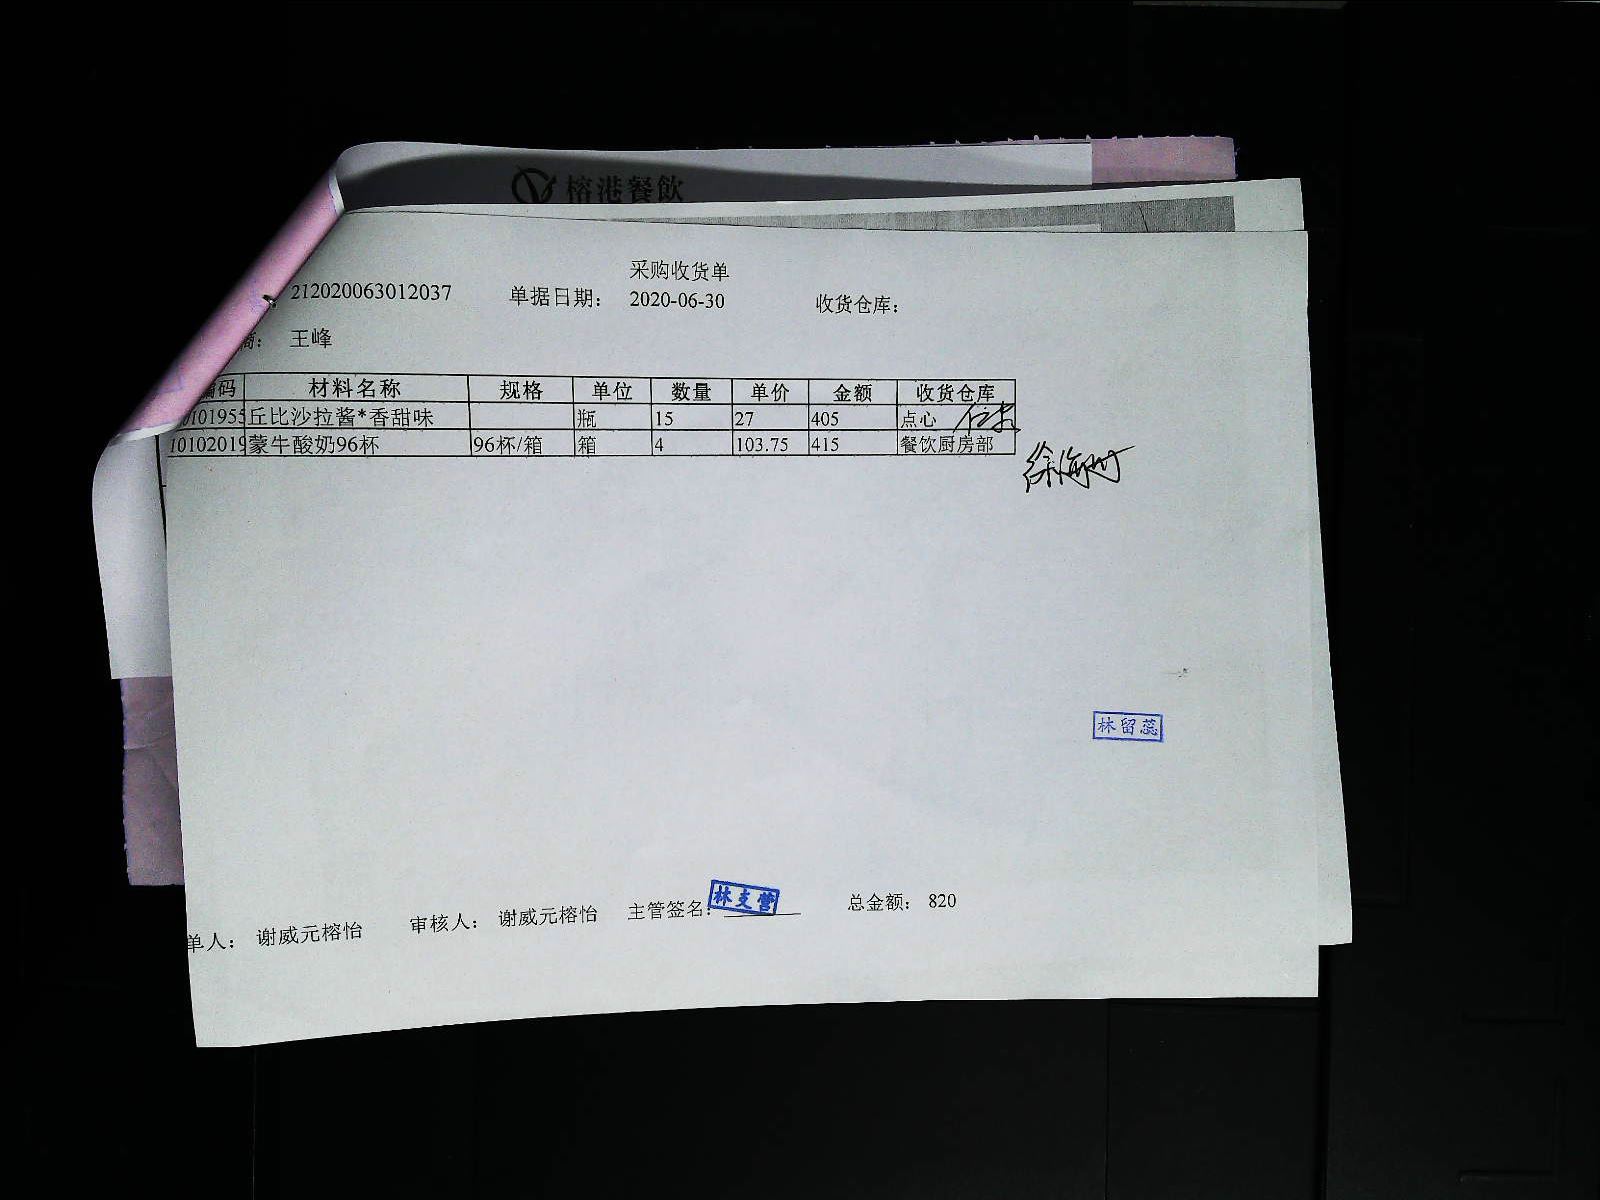 榕港餐飲
采购收货单
212020063012037 单据日期: 2020-06-30 收货仓库:
商: 王峰
编码 材料名称 规格 单位 数量 单价 金额 收货仓库
0101955 丘比沙拉酱*香甜味 瓶 15 27 405 点心
10102019 蒙牛酸奶96杯 96杯/箱 箱 4 103.75 415 餐饮厨房部
林留蕊
单人: 谢威元榕怡 审核人: 谢威元榕怡 主管签名: 林支营 总金额: 820